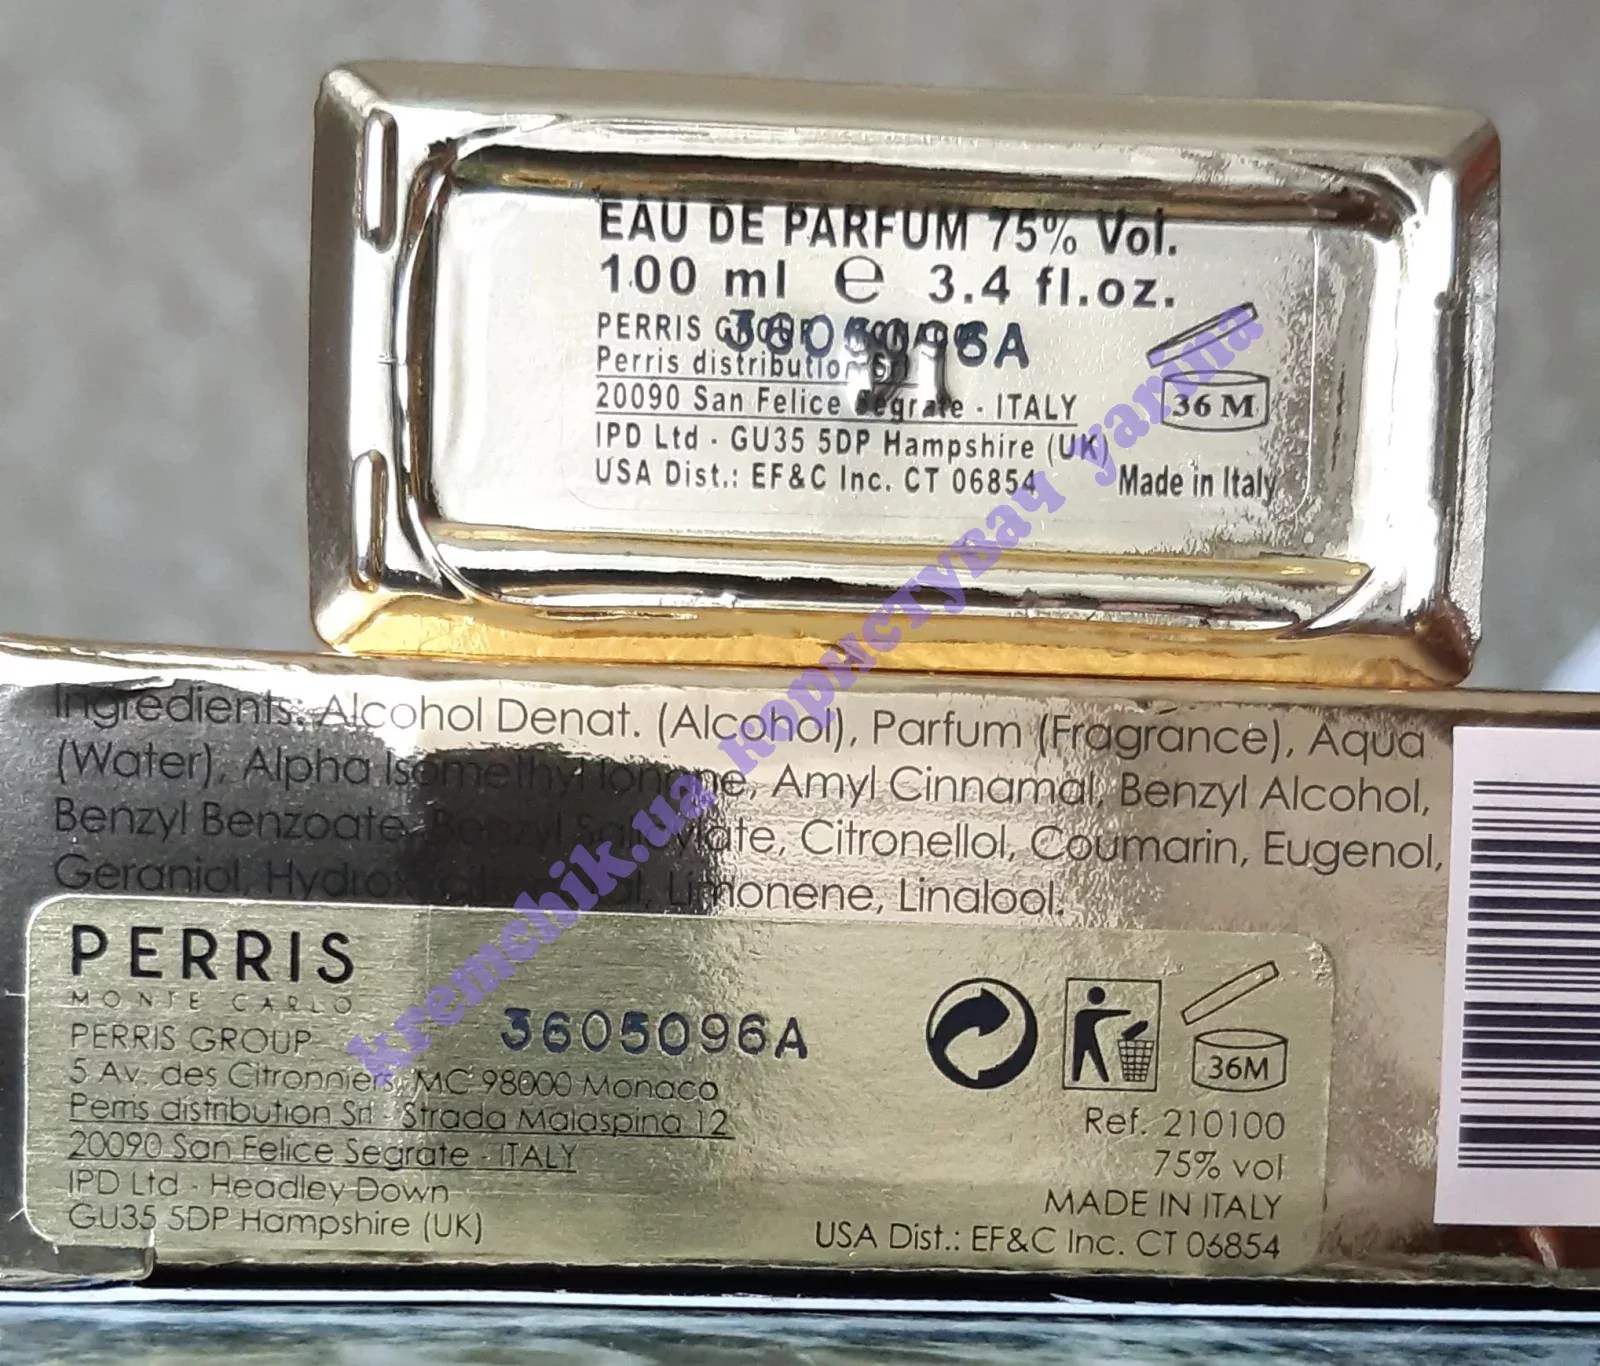 EAU DE PARFUM 75% Vol.
100 ml e 3.4 fl.oz.
PERRIS
3605096A
Perris distribution Srl
20090 San Felice Segrate - ITALY
IPD Ltd - GU35 5DP Hampshire (UK)
USA Dist.: EF&C Inc. CT 06854
36 M
Made in Italy
Ingredients: Alcohol Denat. (Alcohol), Parfum (Fragrance), Aqua
(Water), Alpha Isomethyl Ionone, Amyl Cinnamal, Benzyl Alcohol,
Benzyl Benzoate, Benzyl Salicylate, Citronellol, Coumarin, Eugenol,
Geraniol, Hydroxycitronellal, Limonene, Linalool.
PERRIS
MONTE CARLO
PERRIS GROUP
3605096A
5 Av. des Citronniers, MC 98000 Monaco
Perris distribution Srl - Strada Malaspina 12
20090 San Felice Segrate - ITALY
IPD Ltd - Headley Down
GU35 5DP Hampshire (UK)
36M
Ref. 210100
75% vol
MADE IN ITALY
USA Dist.: EF&C Inc. CT 06854
kremchik.ua користувач yarina